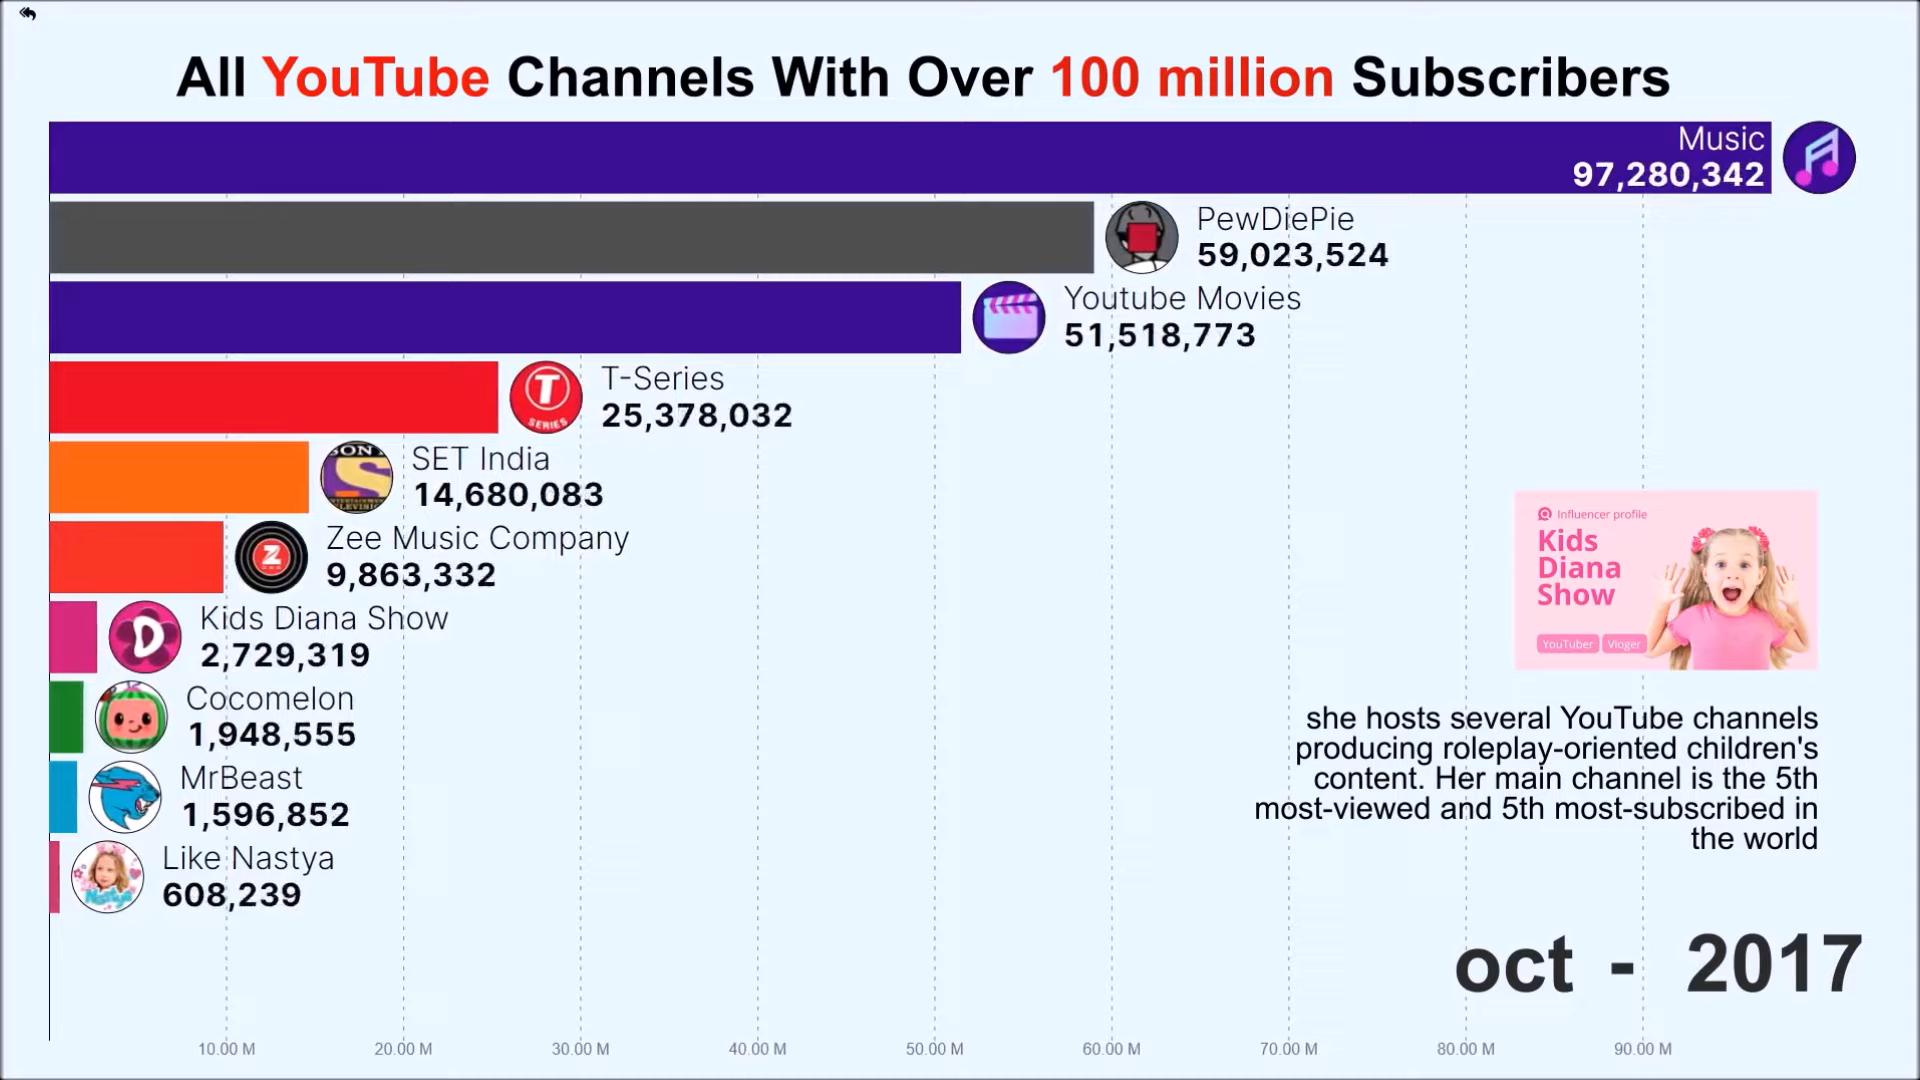 All YouTube Channels With Over 100 million Subscribers
Music
97,280,342
PewDiePie
59,023,524
Youtube Movies
51,518,773
T-Series
25,378,032
T
SERIES
SET India
14,680,083
SONY
S
Zee Music Company
9,863,332
Z
Kids Diana Show
2,729,319
D
Cocomelon
1,948,555
MrBeast
1,596,852
Like Nastya
608,239
Nastya
Influencer profile
Kids
Diana
Show
YouTuber Vloger
she hosts several YouTube channels
producing roleplay-oriented children's
content. Her main channel is the 5th
most-viewed and 5th most-subscribed in
the world
oct - 2017
10.00 M 20.00 M 30.00 M 40.00 M 50.00 M 60.00 M 70.00 M 80.00 M 90.00 M